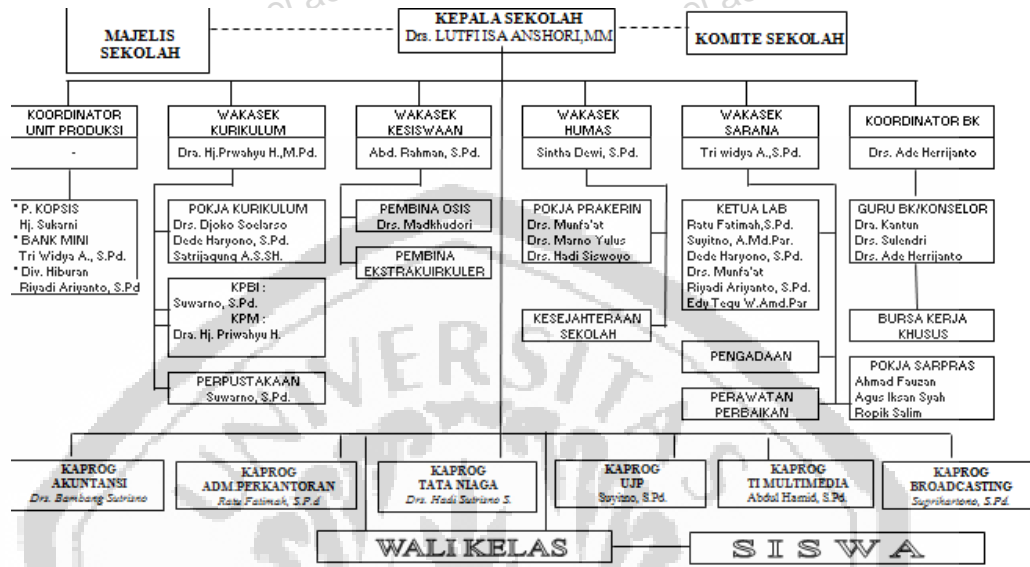 MAJELIS
SEKOLAH
KEPALA SEKOLAH
Drs. LUTFI ISA ANSHORI,MM
KOMITE SEKOLAH
KOORDINATOR
UNIT PRODUKSI
-
WAKASEK
KURIKULUM
Dra. Hj.Prwahyu H.,M.Pd.
WAKASEK
KESISWAAN
Abd. Rahman, S.Pd.
WAKASEK
HUMAS
Sintha Dewi, S.Pd.
WAKASEK
SARANA
Tri widya A.,S.Pd.
KOORDINATOR BK
Drs. Ade Herrijanto
* P. KOPSIS
Hj. Sukarni
* BANK MINI
Tri Widya A., S.Pd.
* Div. Hiburan
Riyadi Ariyanto, S.Pd
POKJA KURIKULUM
Drs. Djoko Soelarso
Dede Haryono, S.Pd.
Satrijagung A.S.SH.
KPBI :
Suwarno, S.Pd.
KPM :
Dra. Hj. Priwahyu H.
PERPUSTAKAAN
Suwarno, S.Pd.
PEMBINA OSIS
Drs. Madkhudori
PEMBINA
EKSTRAKUIRKULER
POKJA PRAKERIN
Drs. Munfa'at
Drs. Marno Yulus
Drs. Hadi Siswoyo
KESEJAHTERAAN
SEKOLAH
KETUA LAB
Ratu Fatimah,S.Pd.
Suyitno, A.Md.Par.
Dede Haryono, S.Pd.
Drs. Munfa'at
Riyadi Ariyanto, S.Pd.
Edy Tegu W.Amd.Par
PENGADAAN
PERAWATAN
PERBAIKAN
GURU BK/KONSELOR
Dra. Kantun
Drs. Sulendri
Drs. Ade Herrijanto
BURSA KERJA
KHUSUS
POKJA SARPRAS
Ahmad Fauzan
Agus Iksan Syah
Ropik Salim
KAPROG
AKUNTANSI
Drs. Bambang Sutrisno
KAPROG
ADM.PERKANTORAN
Ratu Fatimah, S.P.d
KAPROG
TATA NIAGA
Drs. Hadi Sutrisno S.
KAPROG
UJP
Suyitno, S.Pd.
KAPROG
TI MULTIMEDIA
Abdul Hamid, S.Pd.
KAPROG
BROADCASTING
Suprihartono, S.Pd.
WALI KELAS
SISWA
UNIVERSITAS